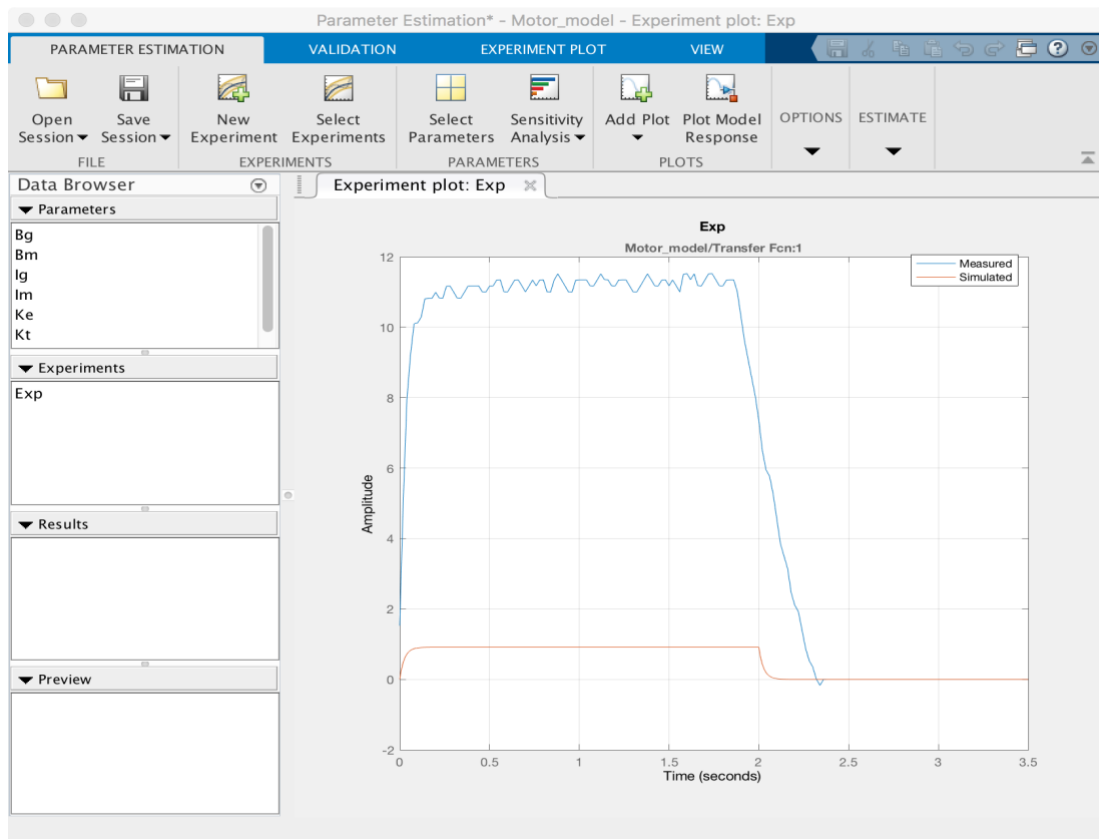 Parameter Estimation* - Motor_model - Experiment plot: Exp
PARAMETER ESTIMATION VALIDATION EXPERIMENT PLOT VIEW
Open Session Save Session New Experiment Select Experiments Select Parameters Sensitivity Analysis Add Plot Plot Model Response OPTIONS ESTIMATE
FILE EXPERIMENTS PARAMETERS PLOTS
Data Browser
Experiment plot: Exp
Parameters
Bg
Bm
Ig
Im
Ke
Kt
Experiments
Exp
Results
Preview
Exp
Motor_model/Transfer Fcn:1
Measured
Simulated
12
10
8
6
4
2
0
-2
Amplitude
0 0.5 1 1.5 2 2.5 3 3.5
Time (seconds)